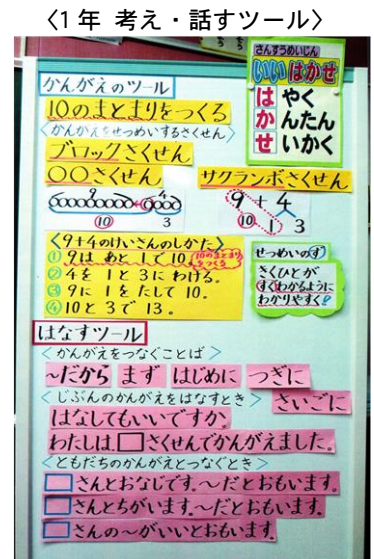 〈1年 考え・話すツール〉
さんすうめいじん
いいはかせ
はやく
かんたん
せいかく
かんがえのツール
10のまとまりをつくる
〈かんがえをせつめいするさくせん〉
ブロックさくせん
○○さくせん
サクランボさくせん
9 4
10 3
9+4
10 1 3
〈9+4のけいさんのしかた〉
① 9は あと 1で 10。 10のまとまりをつくる
② 4を 1と 3に わける。
③ 9に 1を たして 10。
④ 10と 3で 13。
せつめいのす
きくひとが
すぐわかるように
わかりやすく
はなすツール
〈かんがえをつなぐことば〉
〜だから まず はじめに つぎに
さいごに
〈じぶんのかんがえをはなすとき〉
はなしてもいいですか。
わたしは、□さくせんでかんがえました。
〈ともだちのかんがえとつなぐとき〉
□さんとおなじです。〜だとおもいます。
□さんとちがいます。〜だとおもいます。
□さんの〜がいいとおもいます。